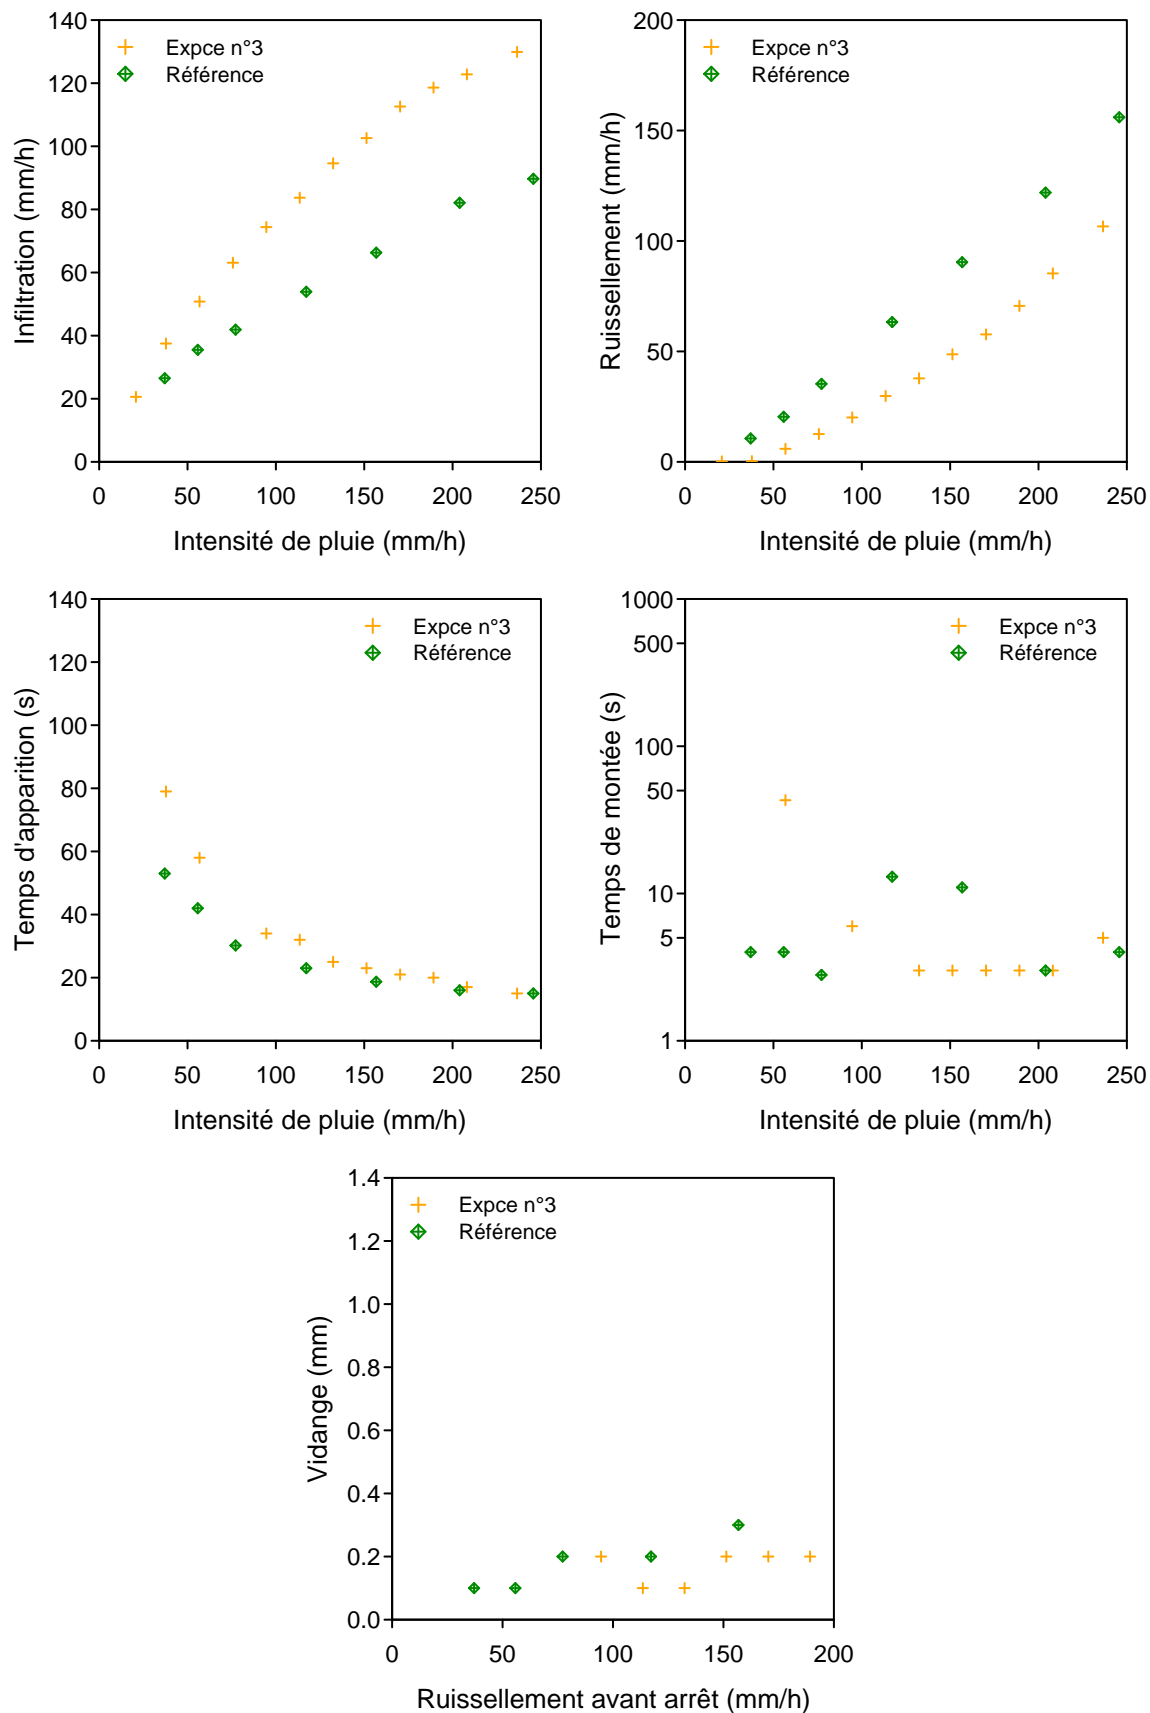 140
120
100
80
60
40
20
0
Infiltration (mm/h)
Expce n°3
Référence
0 50 100 150 200 250
Intensité de pluie (mm/h)
200
150
100
50
0
Ruissellement (mm/h)
Expce n°3
Référence
0 50 100 150 200 250
Intensité de pluie (mm/h)
140
120
100
80
60
40
20
0
Temps d'apparition (s)
Expce n°3
Référence
0 50 100 150 200 250
Intensité de pluie (mm/h)
1000
500
100
50
10
5
1
Temps de montée (s)
Expce n°3
Référence
0 50 100 150 200 250
Intensité de pluie (mm/h)
1.4
1.2
1.0
0.8
0.6
0.4
0.2
0.0
Vidange (mm)
Expce n°3
Référence
0 50 100 150 200
Ruissellement avant arrêt (mm/h)